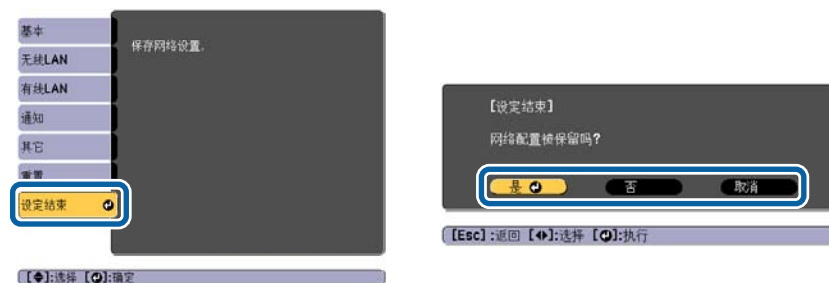 基本
无线LAN
有线LAN
通知
其它
重置
设定结束
保存网络设置.
[◆]:选择 [↵]:确定
【设定结束】
网络配置被保留吗?
是 否 取消
[Esc]:返回 [◆]:选择 [↵]:执行